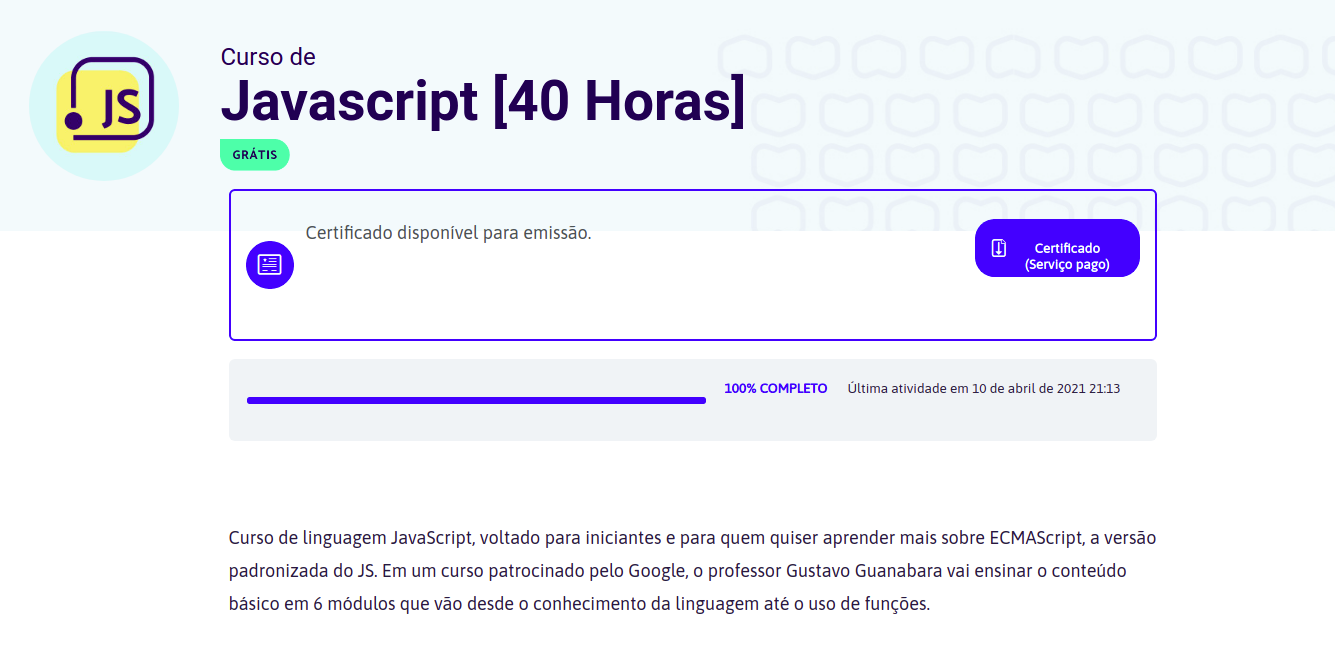 JS
Curso de
Javascript [40 Horas]
GRÁTIS
Certificado disponível para emissão.
Certificado
(Serviço pago)
100% COMPLETO Última atividade em 10 de abril de 2021 21:13
Curso de linguagem JavaScript, voltado para iniciantes e para quem quiser aprender mais sobre ECMAScript, a versão
padronizada do JS. Em um curso patrocinado pelo Google, o professor Gustavo Guanabara vai ensinar o conteúdo
básico em 6 módulos que vão desde o conhecimento da linguagem até o uso de funções.